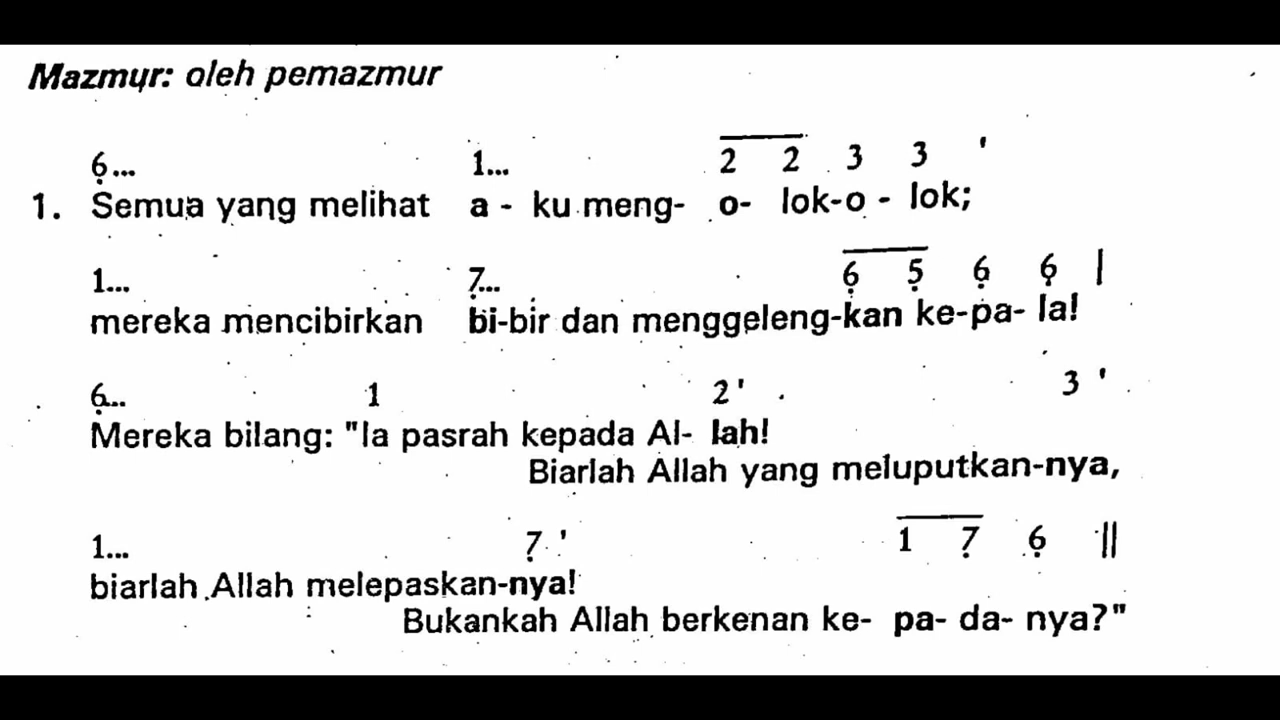 Mazmur: oleh pemazmur
6̣... 1... 2 2 3 3 '
1. Semua yang melihat a - ku meng- o- lok-o - lok;
1... 7̣... 6̣ 5̣ 6̣ 6̣ |
mereka mencibirkan bi-bir dan menggeleng-kan ke-pa- la!
6̣... 1 2 ' 3 '
Mereka bilang: "Ia pasrah kepada Al- lah!
Biarlah Allah yang meluputkan-nya,
1... 7̣ ' 1 7̣ 6̣ ||
biarlah Allah melepaskan-nya!
Bukankah Allah berkenan ke- pa- da- nya?"